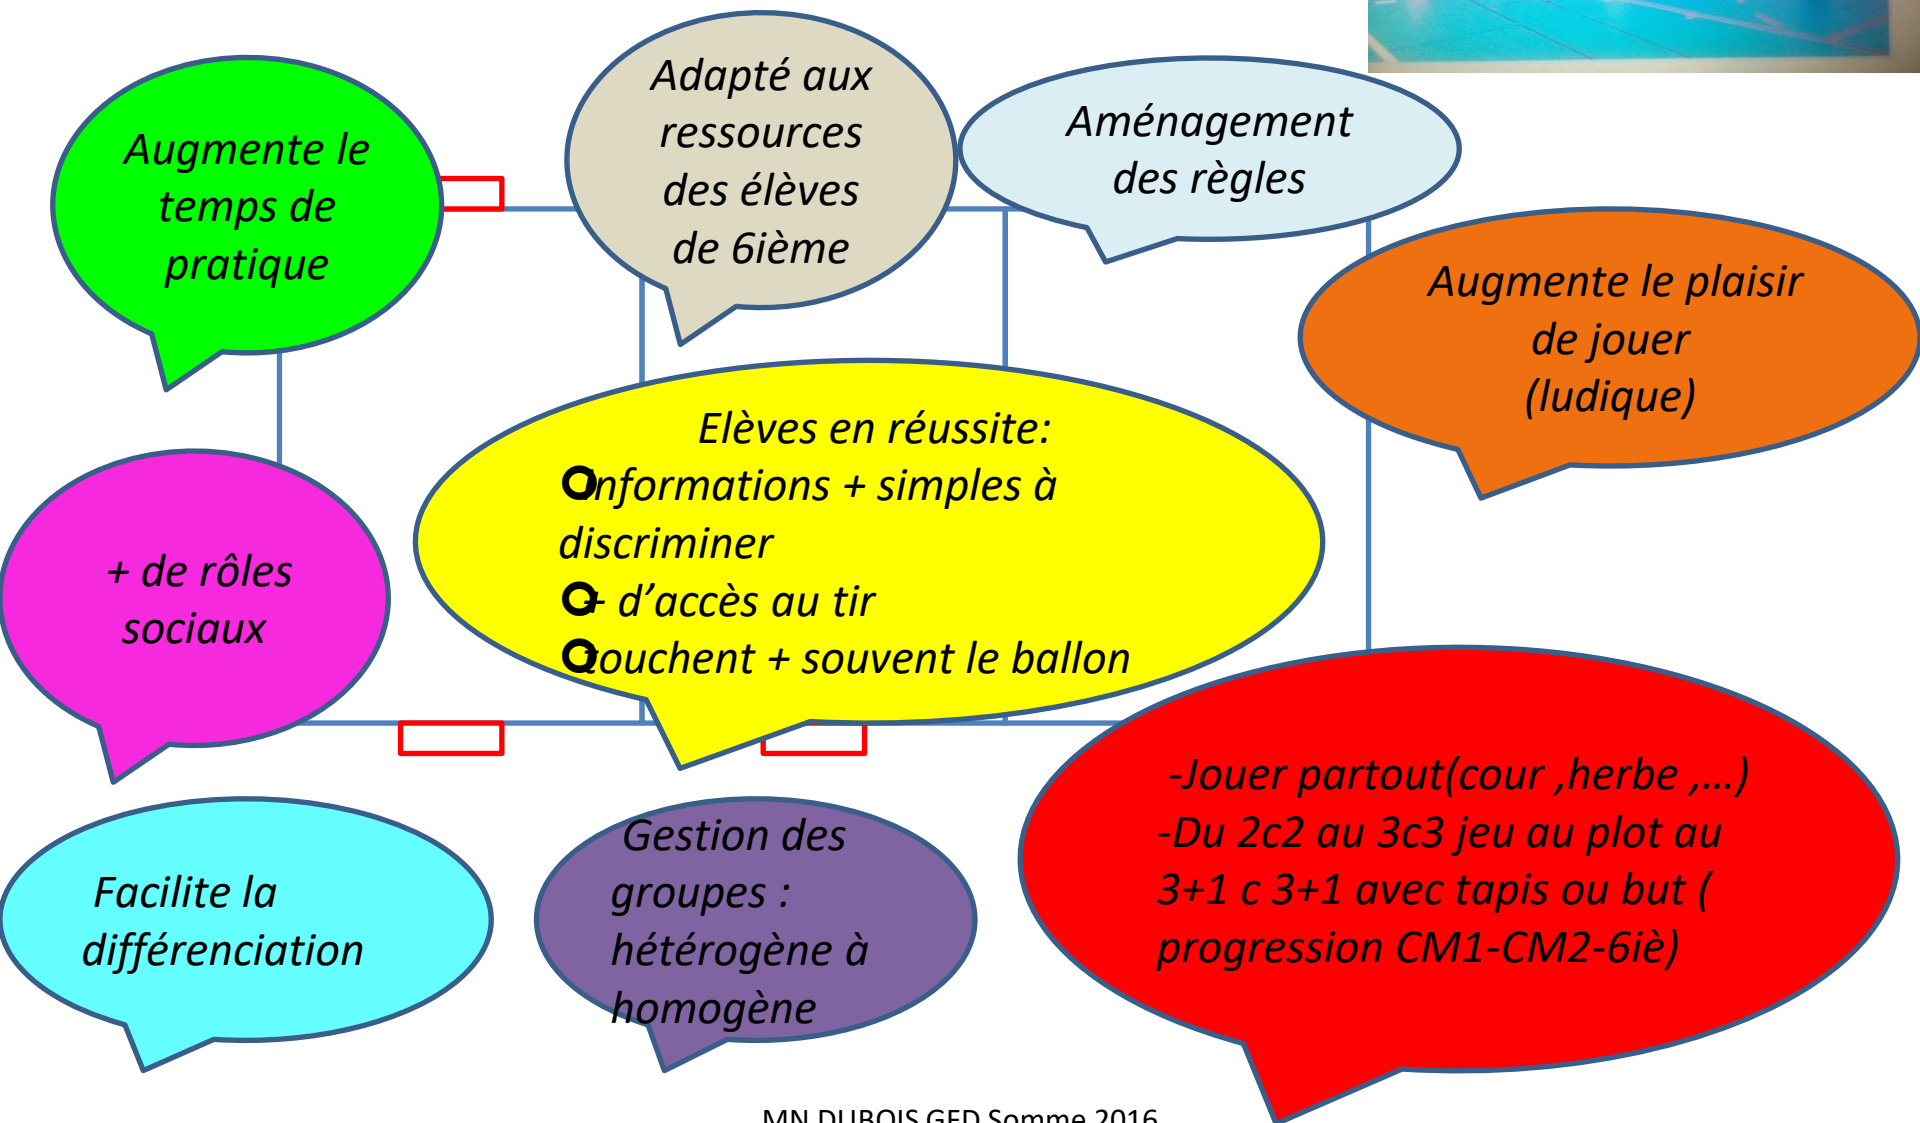 Augmente le
temps de
pratique
Adapté aux
ressources
des élèves
de 6ième
Aménagement
des règles
Augmente le plaisir
de jouer
(ludique)
+ de rôles
sociaux
Elèves en réussite:
informations + simples à
discriminer
+ d’accès au tir
touchent + souvent le ballon
Facilite la
différenciation
Gestion des
groupes :
hétérogène à
homogène
-Jouer partout(cour ,herbe ,…)
-Du 2c2 au 3c3 jeu au plot au
3+1 c 3+1 avec tapis ou but (
progression CM1-CM2-6iè)
MN DUBOIS GFD Somme 2016